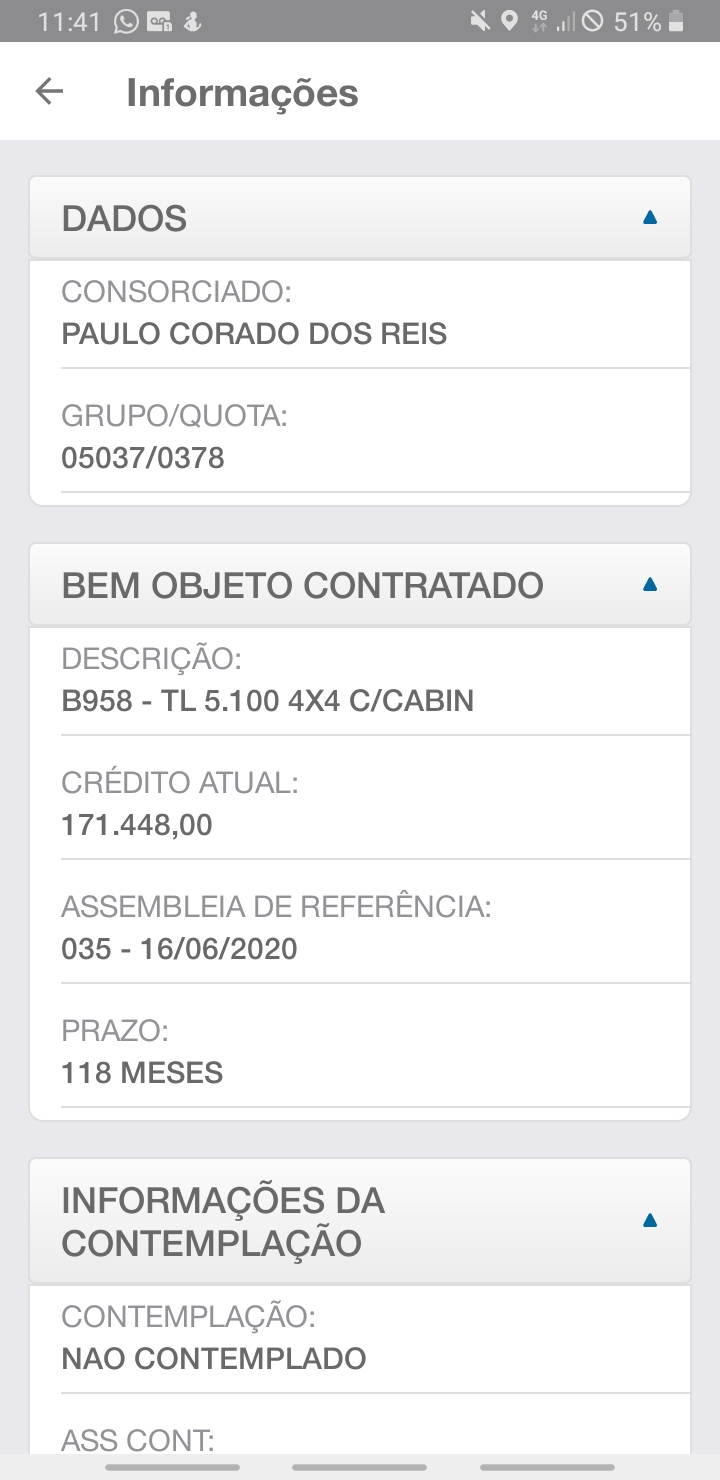 11:41
4G
51%
Informações
DADOS
CONSORCIADO:
PAULO CORADO DOS REIS
GRUPO/QUOTA:
05037/0378
BEM OBJETO CONTRATADO
DESCRIÇÃO:
B958 - TL 5.100 4X4 C/CABIN
CRÉDITO ATUAL:
171.448,00
ASSEMBLEIA DE REFERÊNCIA:
035 - 16/06/2020
PRAZO:
118 MESES
INFORMAÇÕES DA
CONTEMPLAÇÃO
CONTEMPLAÇÃO:
NAO CONTEMPLADO
ASS CONT: